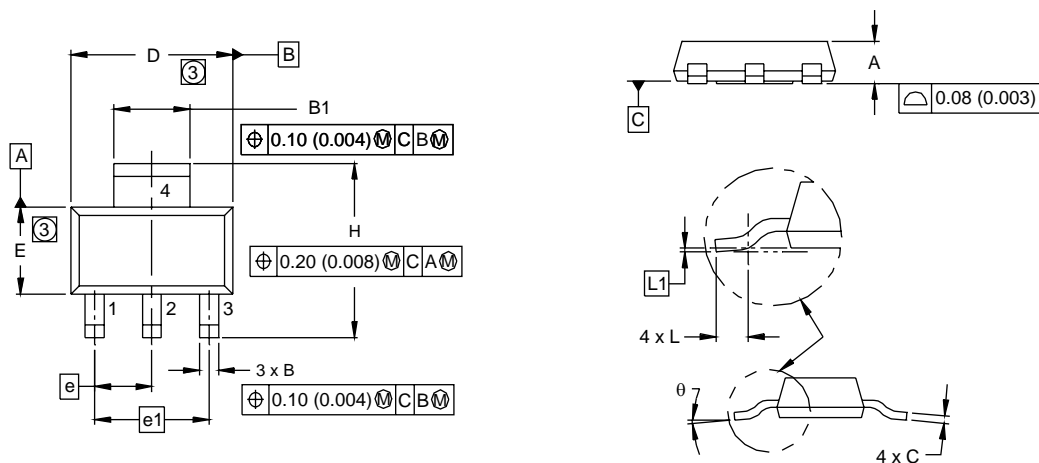 D
B
3
B1
⌖ 0.10 (0.004) Ⓜ C B Ⓜ
A
4
3
E
H
⌖ 0.20 (0.008) Ⓜ C A Ⓜ
1 2 3
3 x B
e
⌖ 0.10 (0.004) Ⓜ C B Ⓜ
e1
A
C
⌓ 0.08 (0.003)
L1
4 x L
θ
4 x C